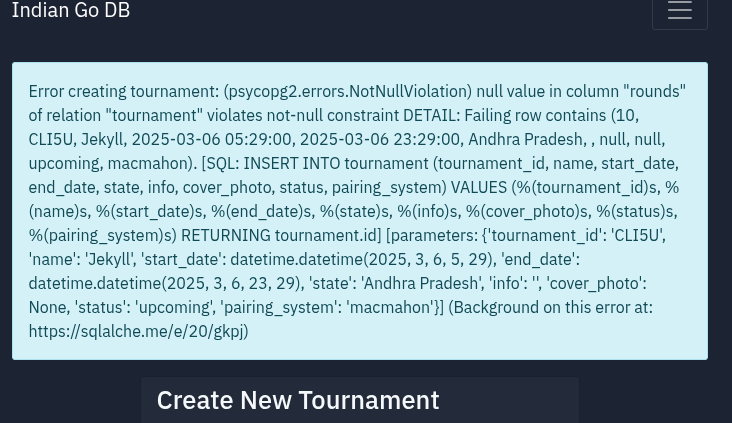 Indian Go DB
Error creating tournament: (psycopg2.errors.NotNullViolation) null value in column "rounds"
of relation "tournament" violates not-null constraint DETAIL: Failing row contains (10,
CLI5U, Jekyll, 2025-03-06 05:29:00, 2025-03-06 23:29:00, Andhra Pradesh, , null, null,
upcoming, macmahon). [SQL: INSERT INTO tournament (tournament_id, name, start_date,
end_date, state, info, cover_photo, status, pairing_system) VALUES (%(tournament_id)s, %
(name)s, %(start_date)s, %(end_date)s, %(state)s, %(info)s, %(cover_photo)s, %(status)s,
%(pairing_system)s) RETURNING tournament.id] [parameters: {'tournament_id': 'CLI5U',
'name': 'Jekyll', 'start_date': datetime.datetime(2025, 3, 6, 5, 29), 'end_date':
datetime.datetime(2025, 3, 6, 23, 29), 'state': 'Andhra Pradesh', 'info': '', 'cover_photo':
None, 'status': 'upcoming', 'pairing_system': 'macmahon'}] (Background on this error at:
https://sqlalche.me/e/20/gkpj)
Create New Tournament